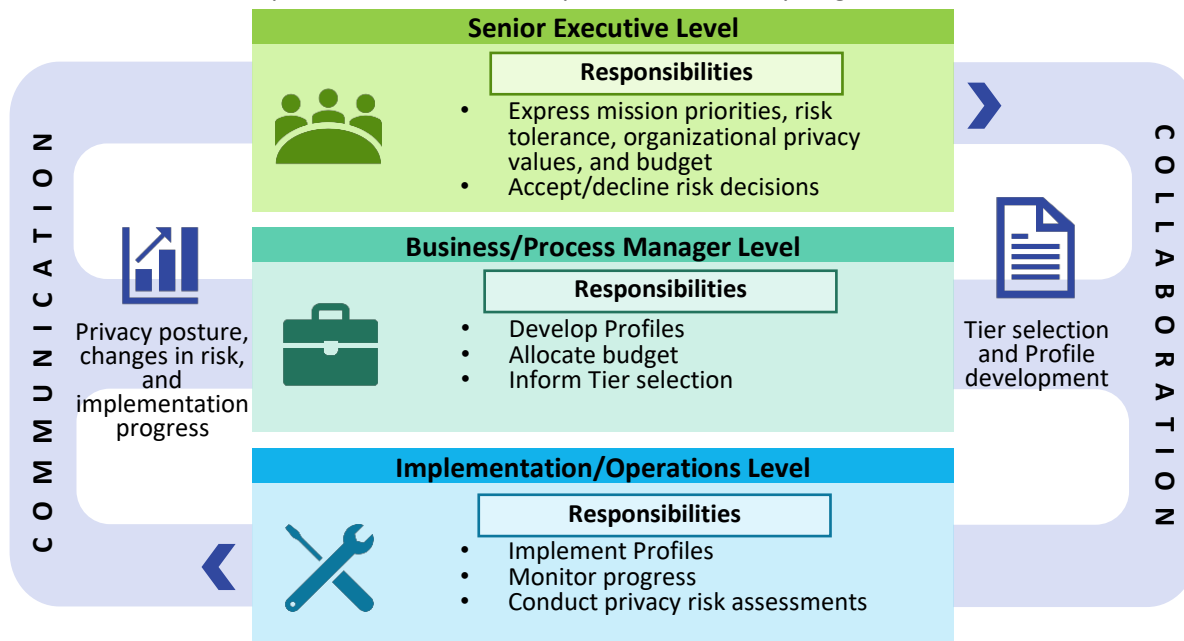 Senior Executive Level
Responsibilities
• Express mission priorities, risk
tolerance, organizational privacy
values, and budget
• Accept/decline risk decisions
Business/Process Manager Level
Responsibilities
• Develop Profiles
• Allocate budget
• Inform Tier selection
Implementation/Operations Level
Responsibilities
• Implement Profiles
• Monitor progress
• Conduct privacy risk assessments
COMMUNICATION
Privacy posture,
changes in risk,
and
implementation
progress
Tier selection
and Profile
development
COLLABORATION